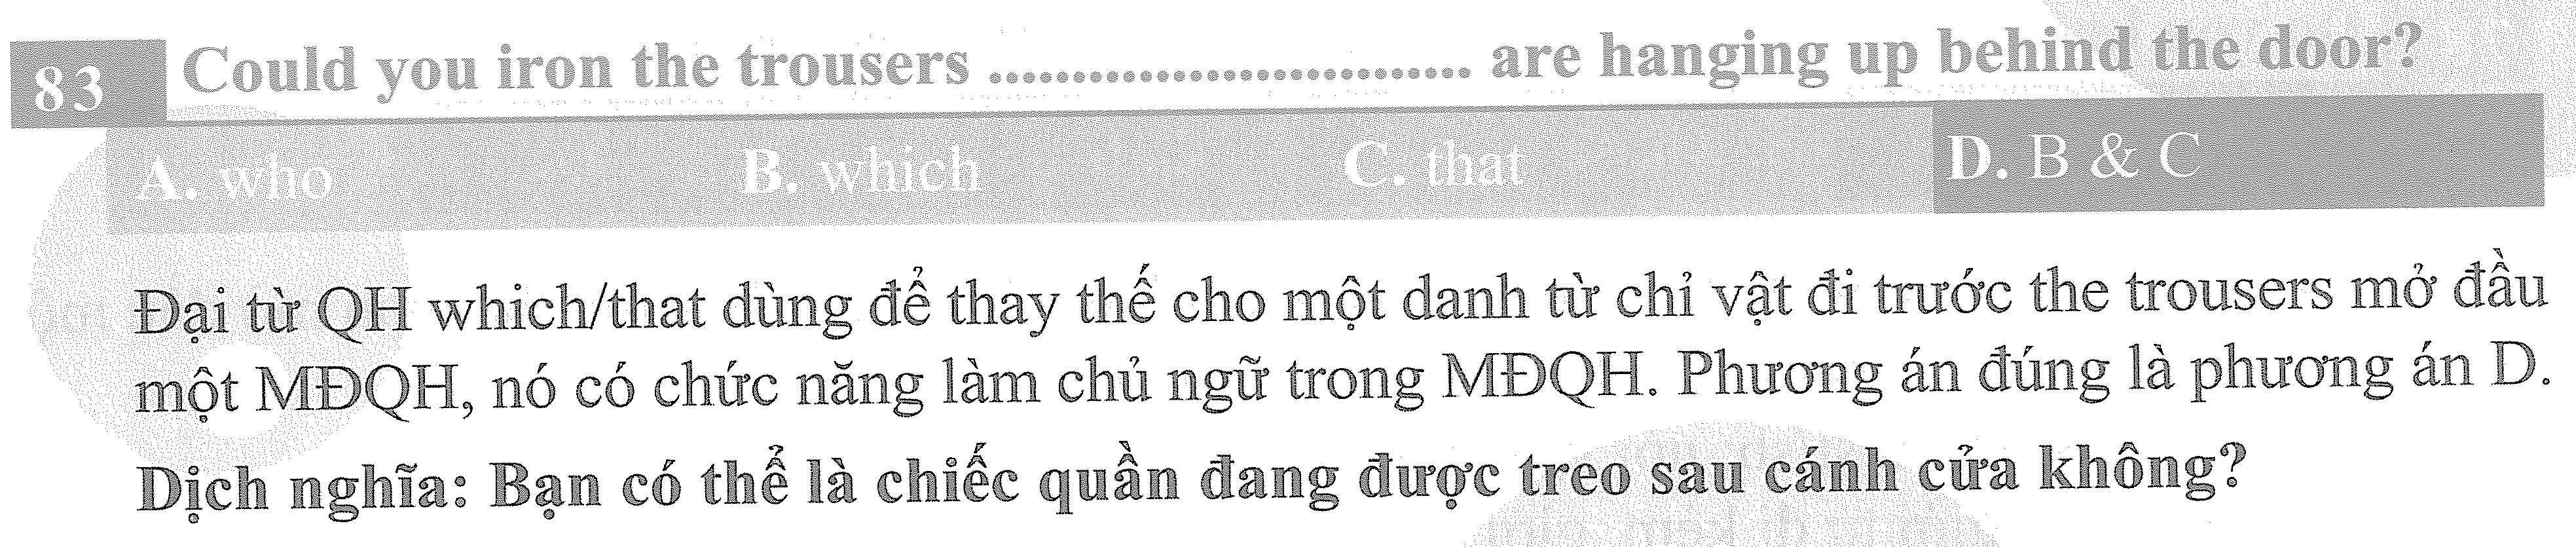 83 Could you iron the trousers ............................ are hanging up behind the door?
A. who B. which C. that D. B & C
Đại từ QH which/that dùng để thay thế cho một danh từ chỉ vật đi trước the trousers mở đầu
một MĐQH, nó có chức năng làm chủ ngữ trong MĐQH. Phương án đúng là phương án D.
Dịch nghĩa: Bạn có thể là chiếc quần đang được treo sau cánh cửa không?